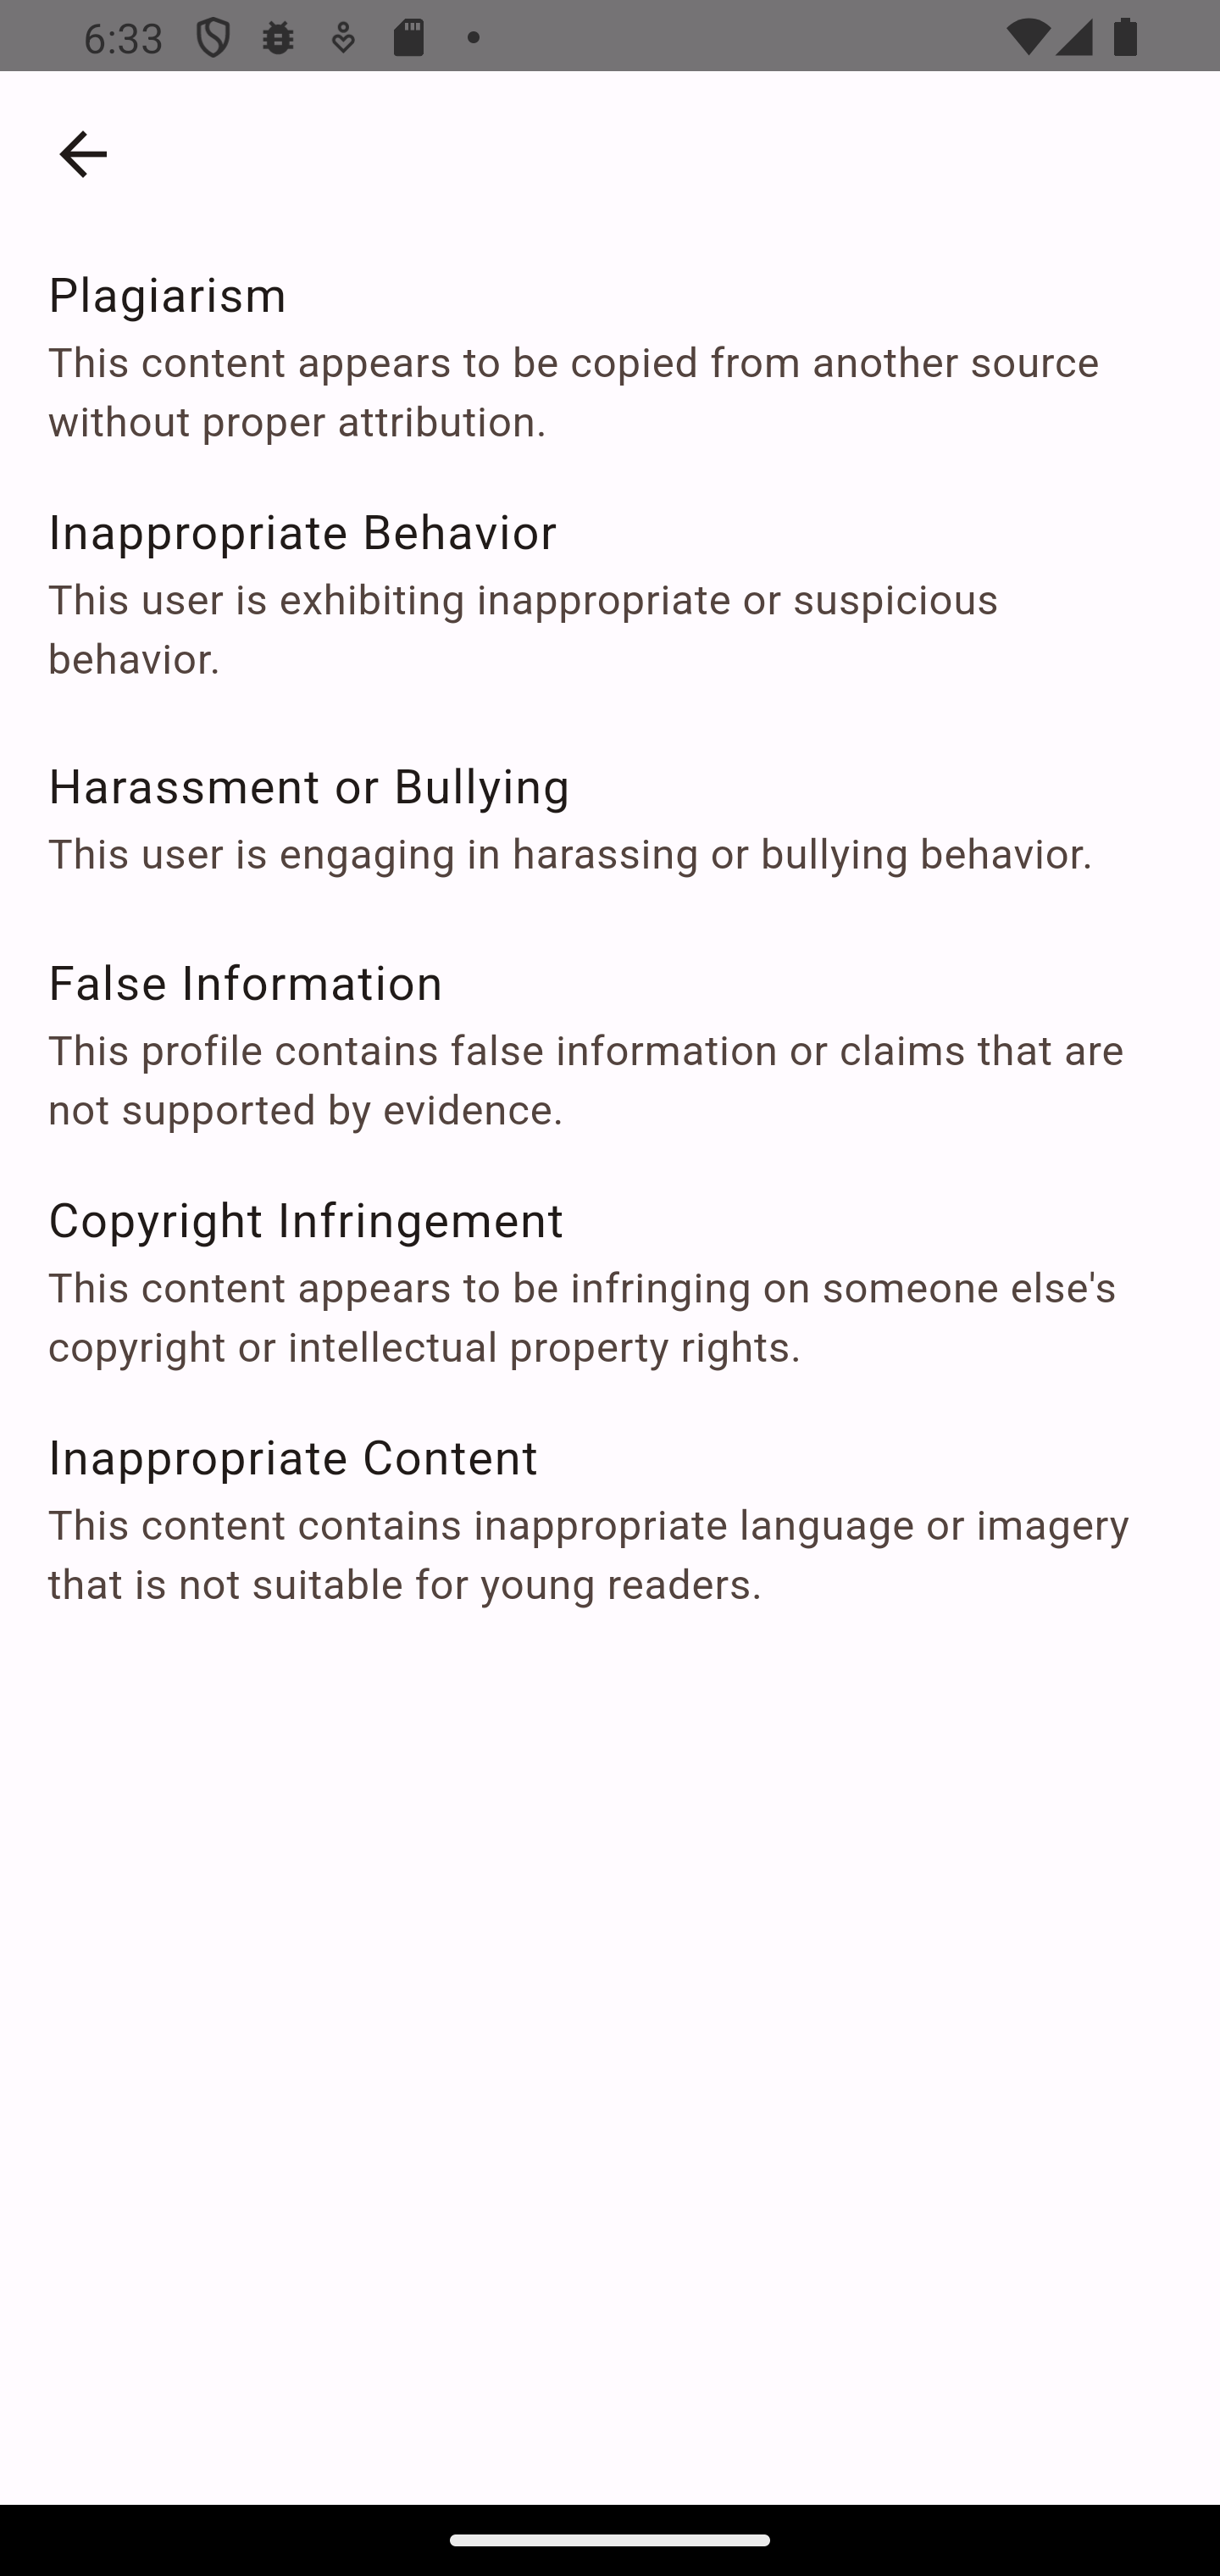 6:33
Plagiarism
This content appears to be copied from another source
without proper attribution.
Inappropriate Behavior
This user is exhibiting inappropriate or suspicious
behavior.
Harassment or Bullying
This user is engaging in harassing or bullying behavior.
False Information
This profile contains false information or claims that are
not supported by evidence.
Copyright Infringement
This content appears to be infringing on someone else's
copyright or intellectual property rights.
Inappropriate Content
This content contains inappropriate language or imagery
that is not suitable for young readers.